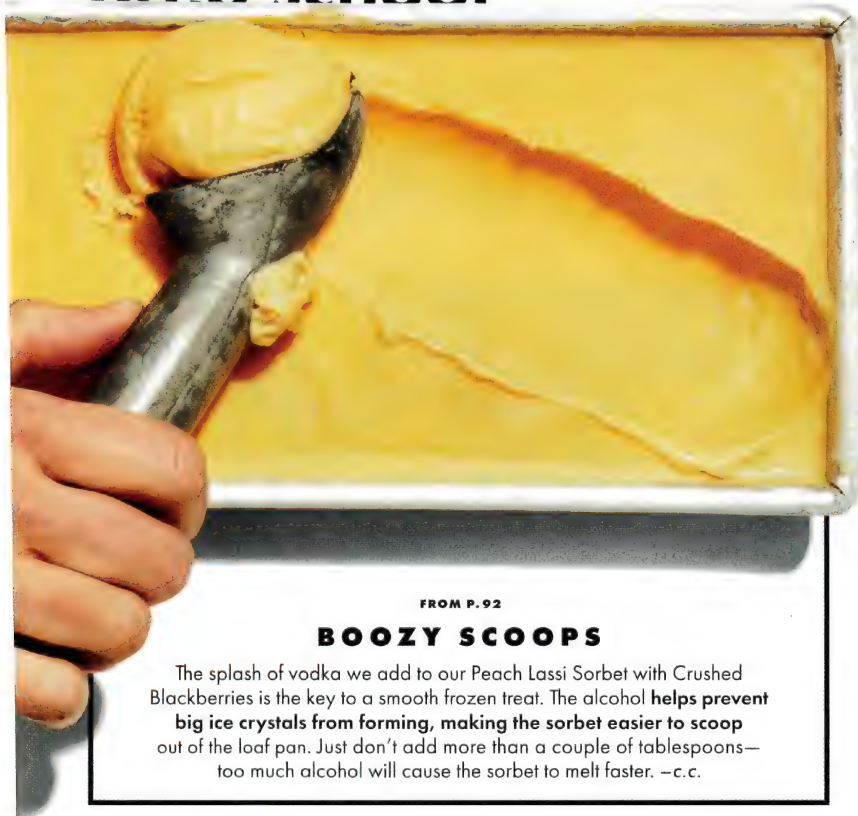 FROM P. 92
BOOZY SCOOPS
The splash of vodka we add to our Peach Lassi Sorbet with Crushed
Blackberries is the key to a smooth frozen treat. The alcohol helps prevent
big ice crystals from forming, making the sorbet easier to scoop
out of the loaf pan. Just don't add more than a couple of tablespoons—
too much alcohol will cause the sorbet to melt faster. –c.c.